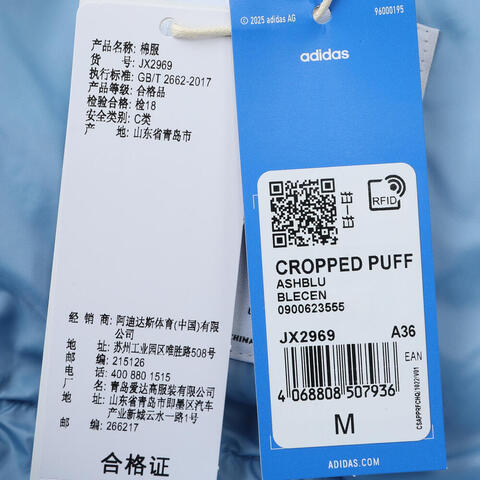 产品名称: 棉服
货 号: JX2969
执行标准: GB/T 2662-2017
产品等级: 合格品
检验合格: 检18
安全类别: C类
产 地: 山东省青岛市
经 销 商: 阿迪达斯体育(中国)有限公司
地 址: 苏州工业园区唯胜路508号
邮 编: 215126
电 话: 400 880 1515
制 造 商: 青岛爱达高服装有限公司
地 址: 山东省青岛市即墨区汽车产业新城云水一路1号
邮 编: 266217
合格证
© 2025 adidas AG
96000195
adidas
RFID
CROPPED PUFF
ASHBLU
BLECEN
0900623555
JX2969 A36
EAN
4 068808 507936
M
ADIDAS.COM